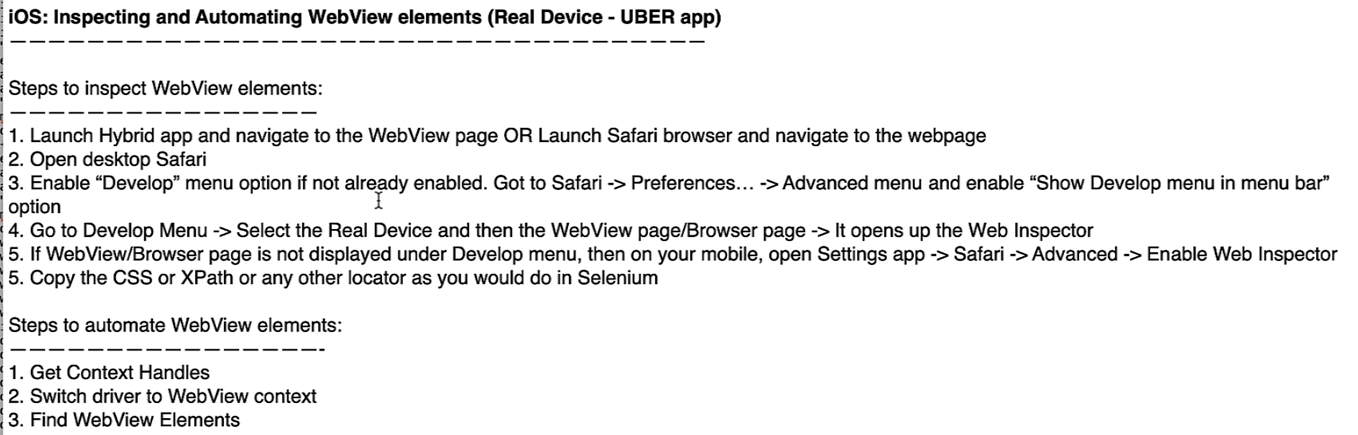 iOS: Inspecting and Automating WebView elements (Real Device - UBER app)
————————————————————————————————————
Steps to inspect WebView elements:
————————————————
1. Launch Hybrid app and navigate to the WebView page OR Launch Safari browser and navigate to the webpage
2. Open desktop Safari
3. Enable “Develop” menu option if not already enabled. Got to Safari -> Preferences… -> Advanced menu and enable “Show Develop menu in menu bar”
option
4. Go to Develop Menu -> Select the Real Device and then the WebView page/Browser page -> It opens up the Web Inspector
5. If WebView/Browser page is not displayed under Develop menu, then on your mobile, open Settings app -> Safari -> Advanced -> Enable Web Inspector
5. Copy the CSS or XPath or any other locator as you would do in Selenium
Steps to automate WebView elements:
————————————————-
1. Get Context Handles
2. Switch driver to WebView context
3. Find WebView Elements